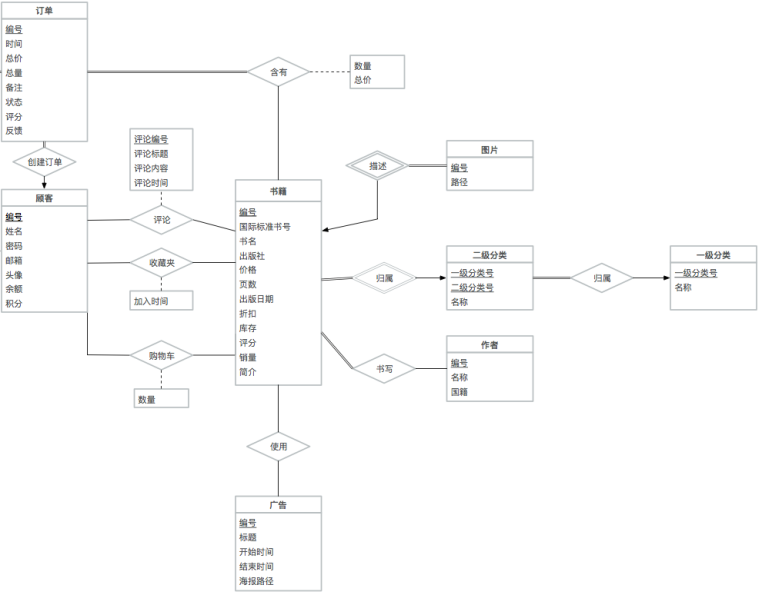 订单
编号
时间
总价
总量
备注
状态
评分
反馈
含有
数量
总价
创建订单
评论编号
评论标题
评论内容
评论时间
描述
图片
编号
路径
顾客
编号
姓名
密码
邮箱
头像
余额
积分
评论
收藏夹
加入时间
购物车
数量
书籍
编号
国际标准书号
书名
出版社
价格
页数
出版日期
折扣
库存
评分
销量
简介
归属
二级分类
一级分类号
二级分类号
名称
归属
一级分类
一级分类号
名称
书写
作者
编号
名称
国籍
使用
广告
编号
标题
开始时间
结束时间
海报路径